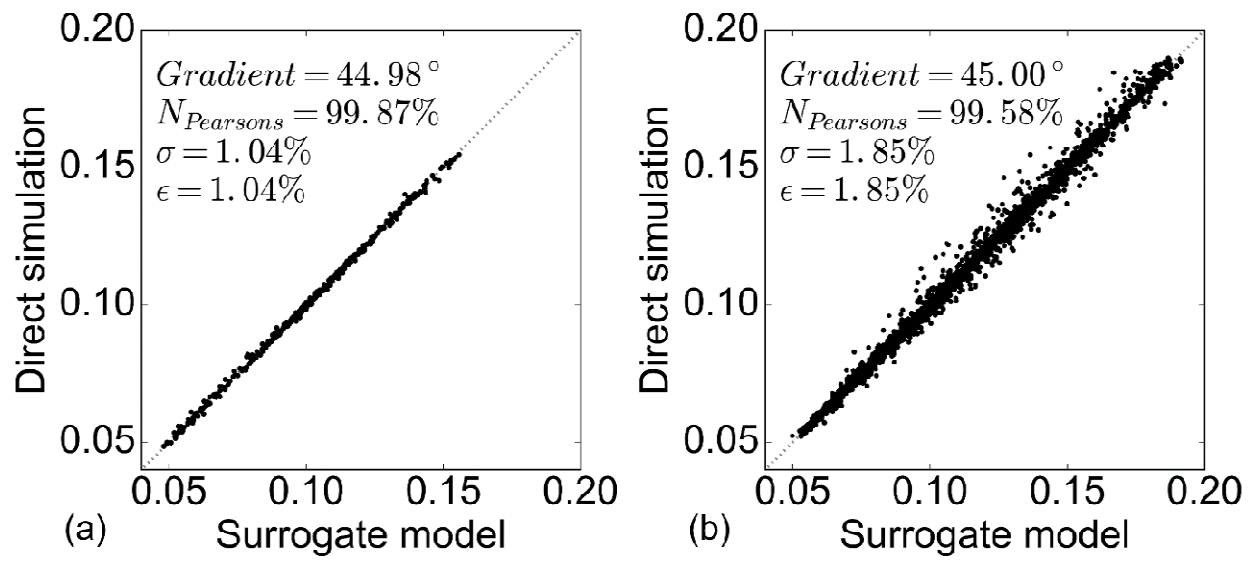 0.20
0.15
0.10
0.05
Direct simulation
Gradient = 44.98°
N_Pearsons = 99.87%
σ = 1.04%
ϵ = 1.04%
0.05 0.10 0.15 0.20
(a) Surrogate model
0.20
0.15
0.10
0.05
Direct simulation
Gradient = 45.00°
N_Pearsons = 99.58%
σ = 1.85%
ϵ = 1.85%
0.05 0.10 0.15 0.20
(b) Surrogate model